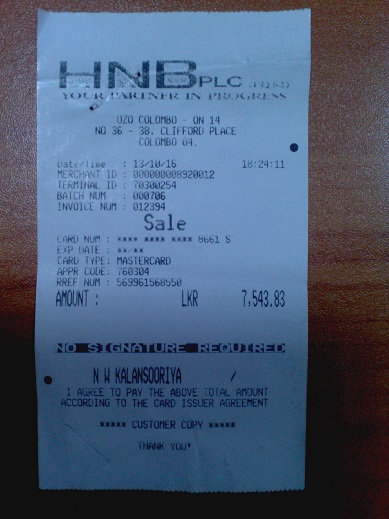 HNB PLC (PQ82)
YOUR PARTNER IN PROGRESS
OZO COLOMBO - ON 14
NO 36 - 38, CLIFFORD PLACE
COLOMBO 04.
Date/Time : 13/10/16 18:24:11
MERCHANT ID : 000000008920012
TERMINAL ID : 70300254
BATCH NUM : 000706
INVOICE NUM : 012394
Sale
CARD NUM : **** **** **** 8661 S
EXP DATE : **/**
CARD TYPE: MASTERCARD
APPR CODE: 760304
RREF NUM : 569961568550
AMOUNT : LKR 7,543.83
NO SIGNATURE REQUIRED
N W KALANSOORIYA /
I AGREE TO PAY THE ABOVE TOTAL AMOUNT
ACCORDING TO THE CARD ISSUER AGREEMENT
***** CUSTOMER COPY *****
THANK YOU*